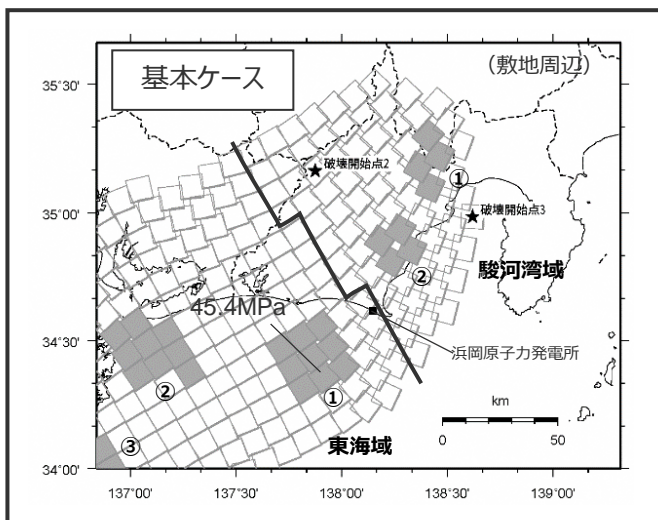 基本ケース
(敷地周辺)
35°30'
破壊開始点2
①
35°00'
破壊開始点3
②
駿河湾域
45.4MPa
34°30'
浜岡原子力発電所
②
①
km
③
東海域
0 50
34°00'
137°00' 137°30' 138°00' 138°30' 139°00'